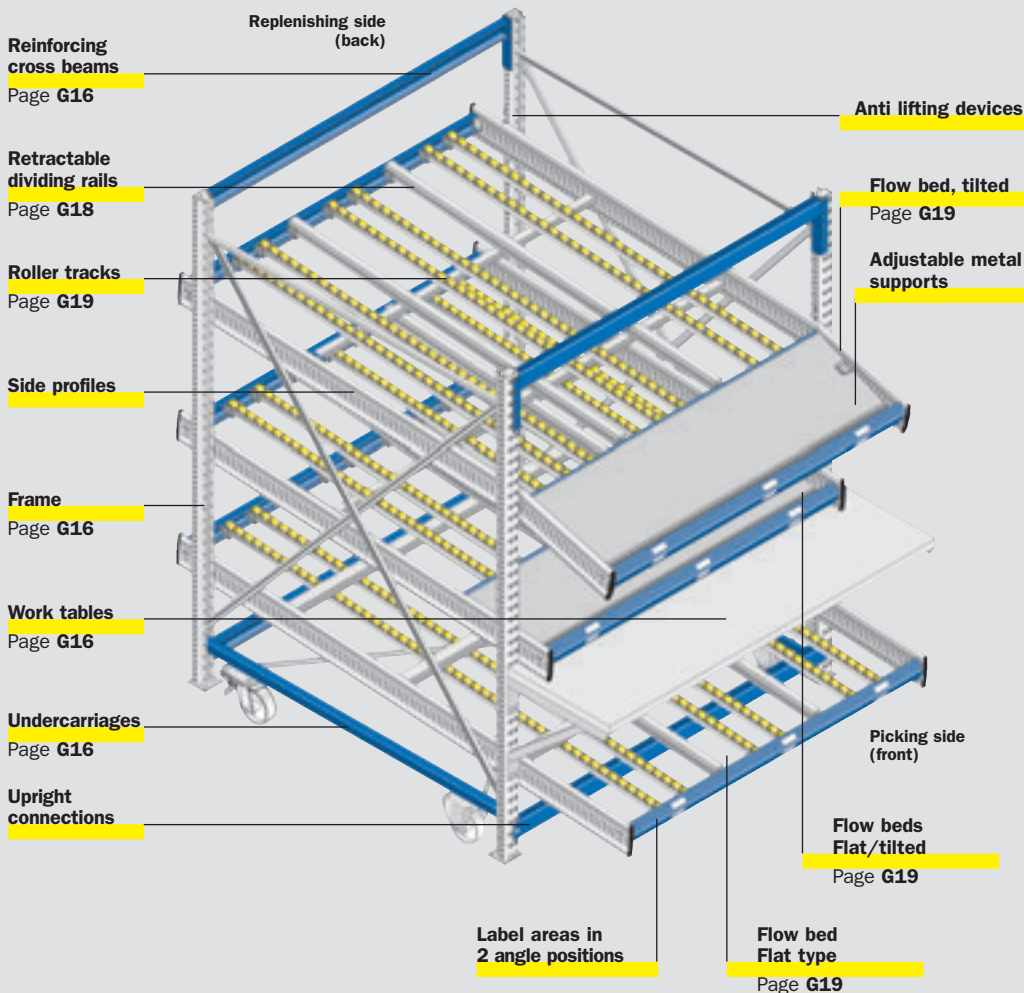 Replenishing side
(back)
Reinforcing
cross beams
Page G16
Retractable
dividing rails
Page G18
Roller tracks
Page G19
Side profiles
Frame
Page G16
Work tables
Page G16
Undercarriages
Page G16
Upright
connections
Anti lifting devices
Flow bed, tilted
Page G19
Adjustable metal
supports
Picking side
(front)
Flow beds
Flat/tilted
Page G19
Label areas in
2 angle positions
Flow bed
Flat type
Page G19